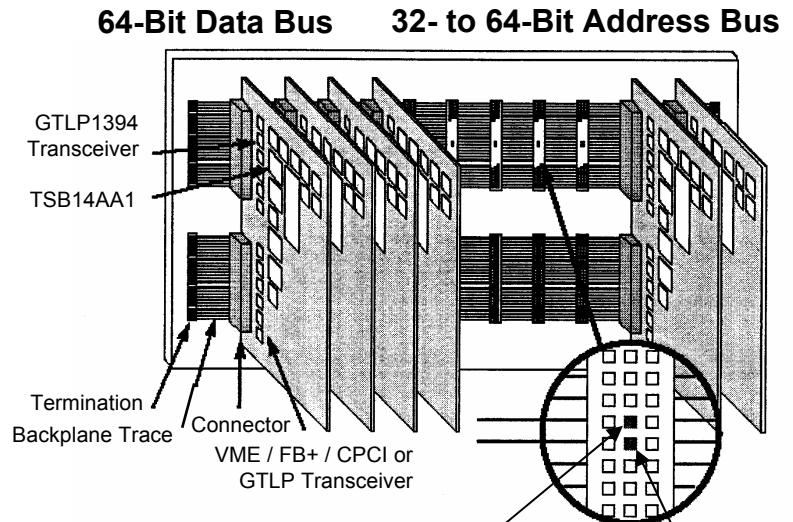 64-Bit Data Bus
32- to 64-Bit Address Bus
GTLP1394
Transceiver
TSB14AA1
Termination
Backplane Trace
Connector
VME / FB+ / CPCI or
GTLP Transceiver